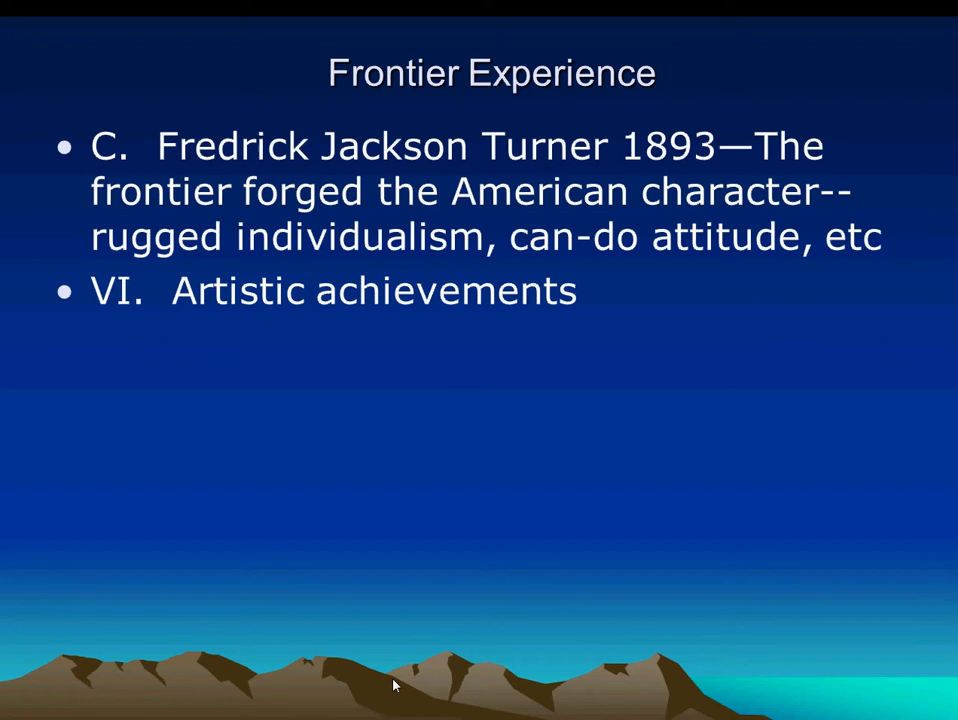 Frontier Experience
• C. Fredrick Jackson Turner 1893—The
frontier forged the American character--
rugged individualism, can-do attitude, etc
• VI. Artistic achievements